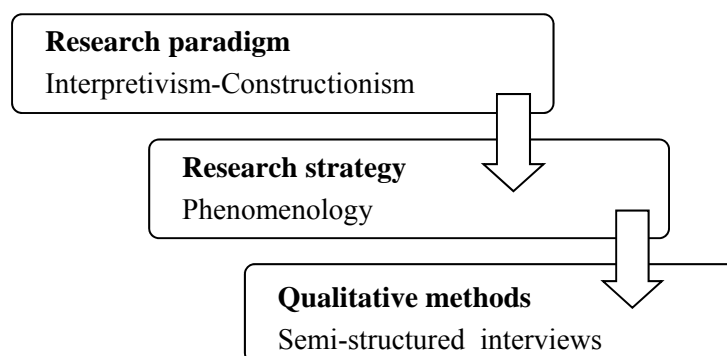 Research paradigm
Interpretivism-Constructionism
Research strategy
Phenomenology
Qualitative methods
Semi-structured interviews